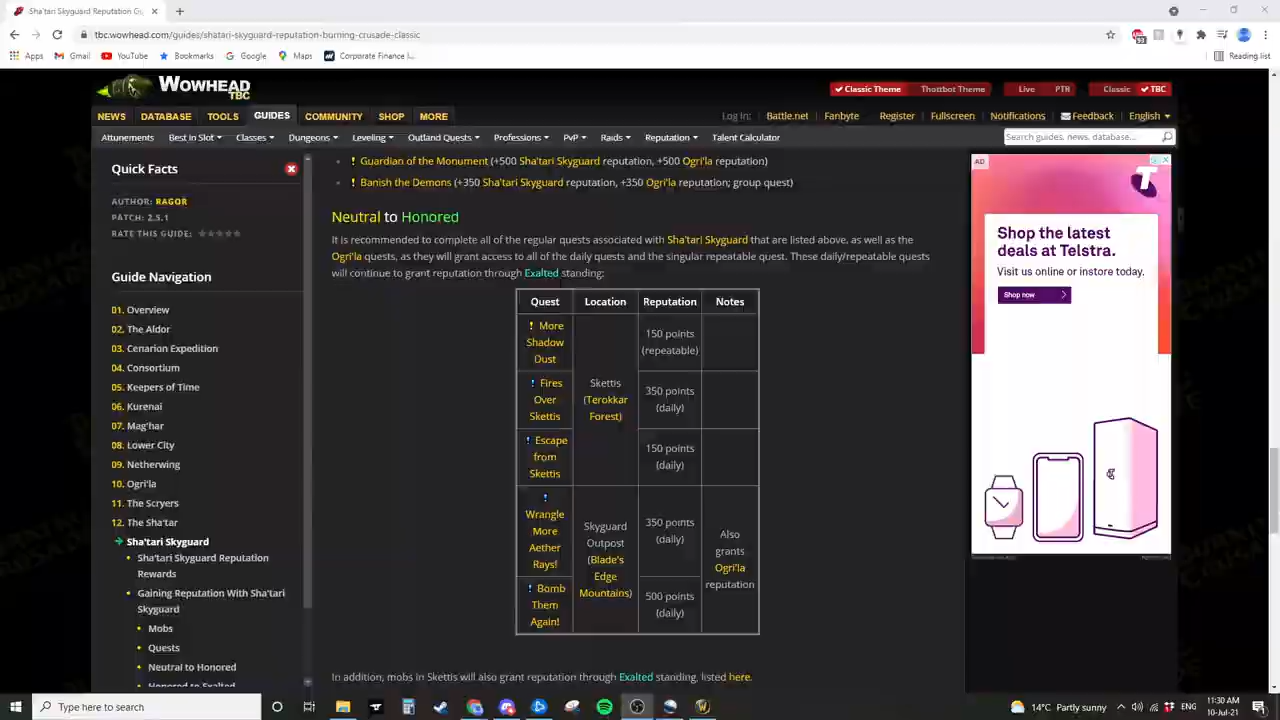 Sha'tari Skyguard Reputation Gu
tbc.wowhead.com/guides/shatari-skyguard-reputation-burning-crusade-classic
Apps
Gmail
YouTube
Bookmarks
Google
Maps
Corporate Finance I...
Reading list
WOWHEAD
TBC
Classic Theme
Thottbot Theme
Live
PTR
Classic
TBC
NEWS
DATABASE
TOOLS
GUIDES
COMMUNITY
SHOP
MORE
Log in:
Battle.net
Fanbyte
Register
Fullscreen
Notifications
Feedback
English
Attunements
Best in Slot
Classes
Dungeons
Leveling
Outland Quests
Professions
PvP
Raids
Reputation
Talent Calculator
Search guides, news, database...
Quick Facts
AUTHOR: RAGOR
PATCH: 2.5.1
RATE THIS GUIDE:
Guide Navigation
01. Overview
02. The Aldor
03. Cenarion Expedition
04. Consortium
05. Keepers of Time
06. Kurenai
07. Mag'har
08. Lower City
09. Netherwing
10. Ogri'la
11. The Scryers
12. The Sha'tar
Sha'tari Skyguard
Sha'tari Skyguard Reputation
Rewards
Gaining Reputation With Sha'tari
Skyguard
Mobs
Quests
Neutral to Honored
Honored to Exalted
Guardian of the Monument (+500 Sha'tari Skyguard reputation, +500 Ogri'la reputation)
Banish the Demons (+350 Sha'tari Skyguard reputation, +350 Ogri'la reputation; group quest)
Neutral to Honored
It is recommended to complete all of the regular quests associated with Sha'tari Skyguard that are listed above, as well as the
Ogri'la quests, as they will grant access to all of the daily quests and the singular repeatable quest. These daily/repeatable quests
will continue to grant reputation through Exalted standing:
Quest
Location
Reputation
Notes
More
Shadow
Dust
150 points
(repeatable)
Fires
Over
Skettis
Skettis
(Terokkar
Forest)
350 points
(daily)
Escape
from
Skettis
150 points
(daily)
Wrangle
More
Aether
Rays!
Skyguard
Outpost
(Blade's
Edge
Mountains)
350 points
(daily)
Also
grants
Ogri'la
reputation
Bomb
Them
Again!
500 points
(daily)
In addition, mobs in Skettis will also grant reputation through Exalted standing, listed here.
AD
T
Shop the latest
deals at Telstra.
Visit us online or instore today.
Shop now
Type here to search
14°C Partly sunny
ENG
11:30 AM
10-Jul-21